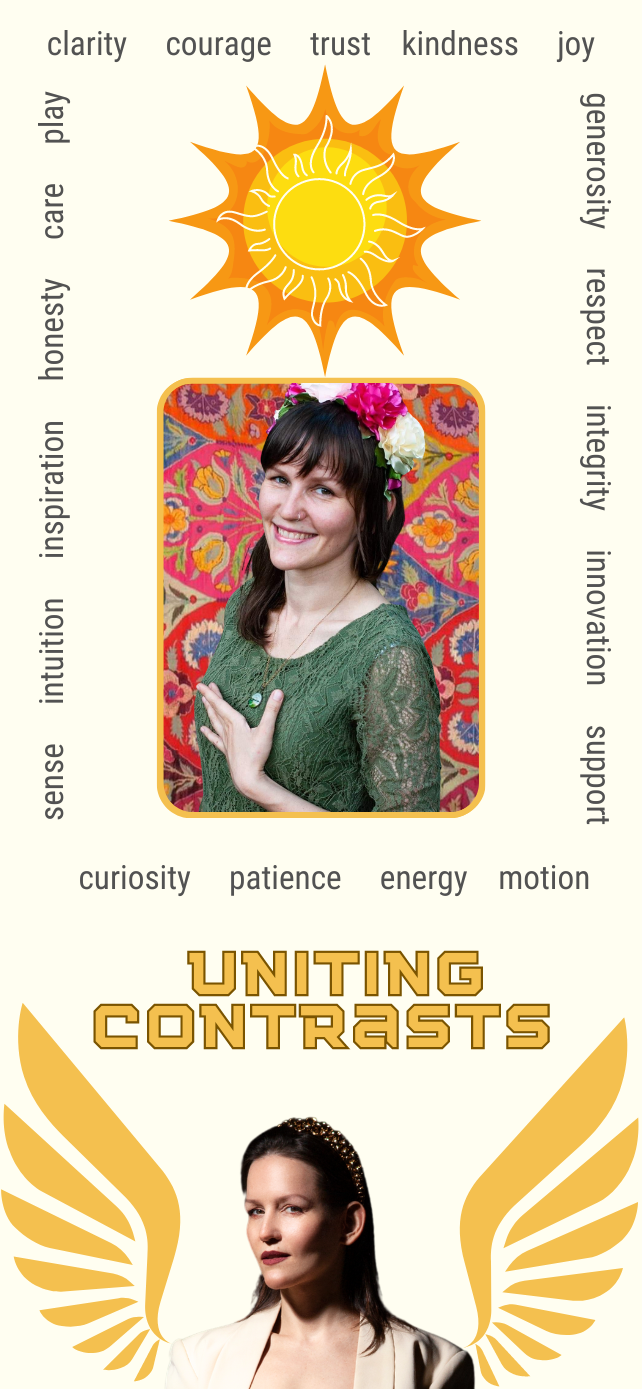 clarity courage trust kindness joy
play
care
honesty
inspiration
intuition
sense
generosity
respect
integrity
innovation
support
curiosity patience energy motion
UNITING
CONTRaSTS